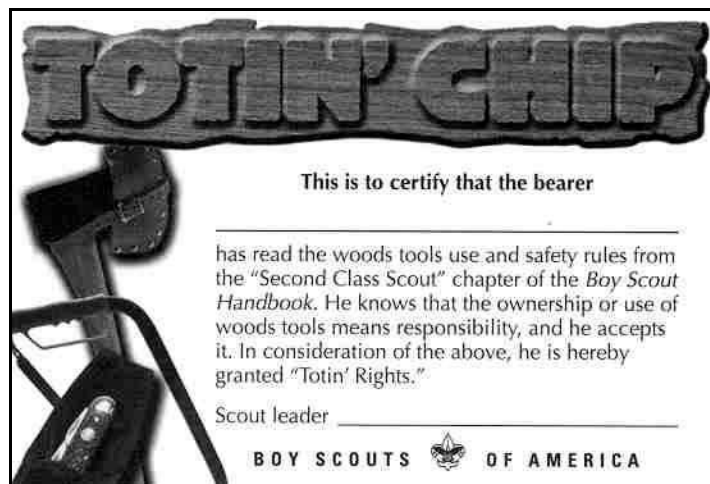 TOTIN' CHIP
This is to certify that the bearer
has read the woods tools use and safety rules from
the “Second Class Scout” chapter of the Boy Scout
Handbook. He knows that the ownership or use of
woods tools means responsibility, and he accepts
it. In consideration of the above, he is hereby
granted “Totin' Rights.”
Scout leader
BOY SCOUTS OF AMERICA